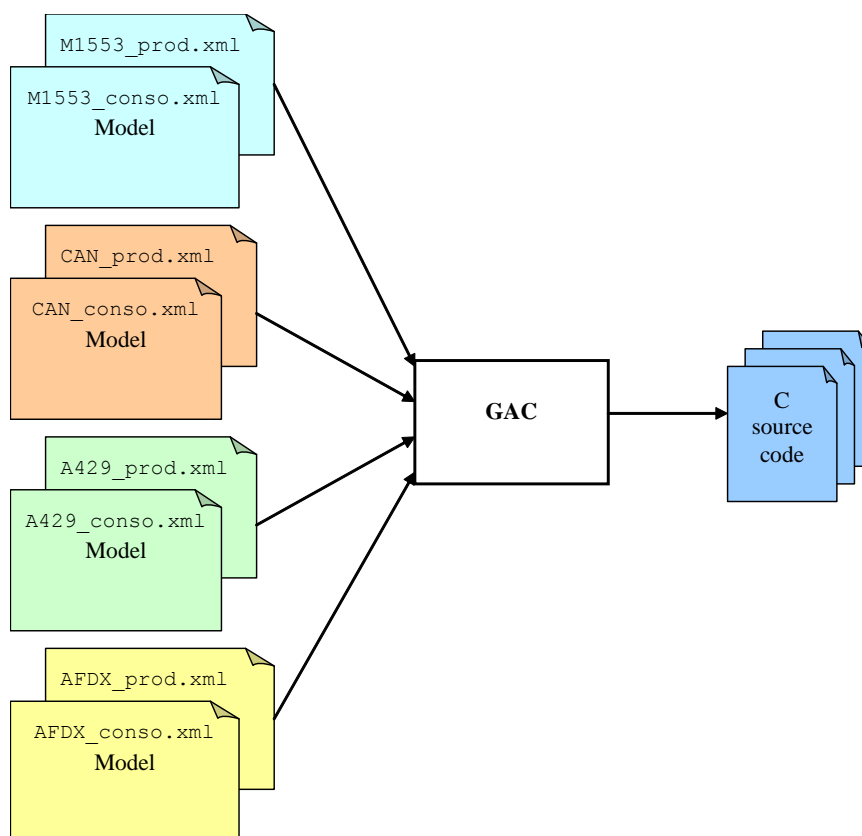 M1553_prod.xml
M1553_conso.xml
Model
CAN_prod.xml
CAN_conso.xml
Model
A429_prod.xml
A429_conso.xml
Model
AFDX_prod.xml
AFDX_conso.xml
Model
GAC
C
source
code